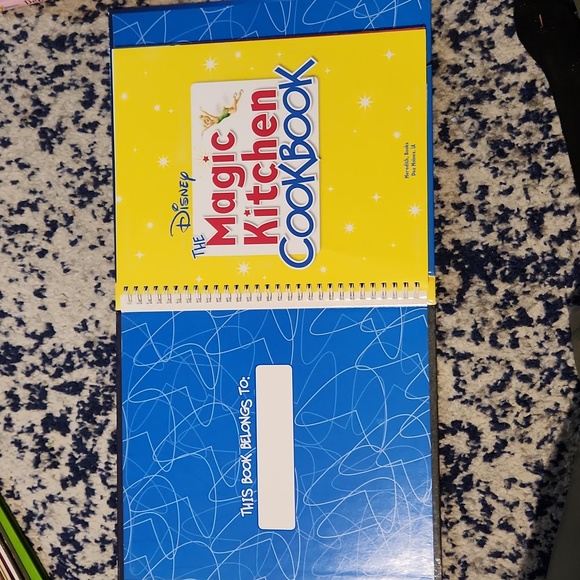 THIS BOOK BELONGS TO:
DISNEY
THE
Magic
Kitchen
COOKBOOK
Meredith® Books
Des Moines, IA